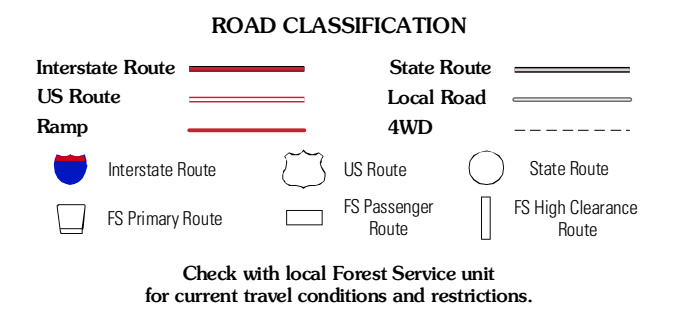 ROAD CLASSIFICATION
Interstate Route
State Route
US Route
Local Road
Ramp
4WD
Interstate Route
US Route
State Route
FS Primary Route
FS Passenger
Route
FS High Clearance
Route
Check with local Forest Service unit
for current travel conditions and restrictions.